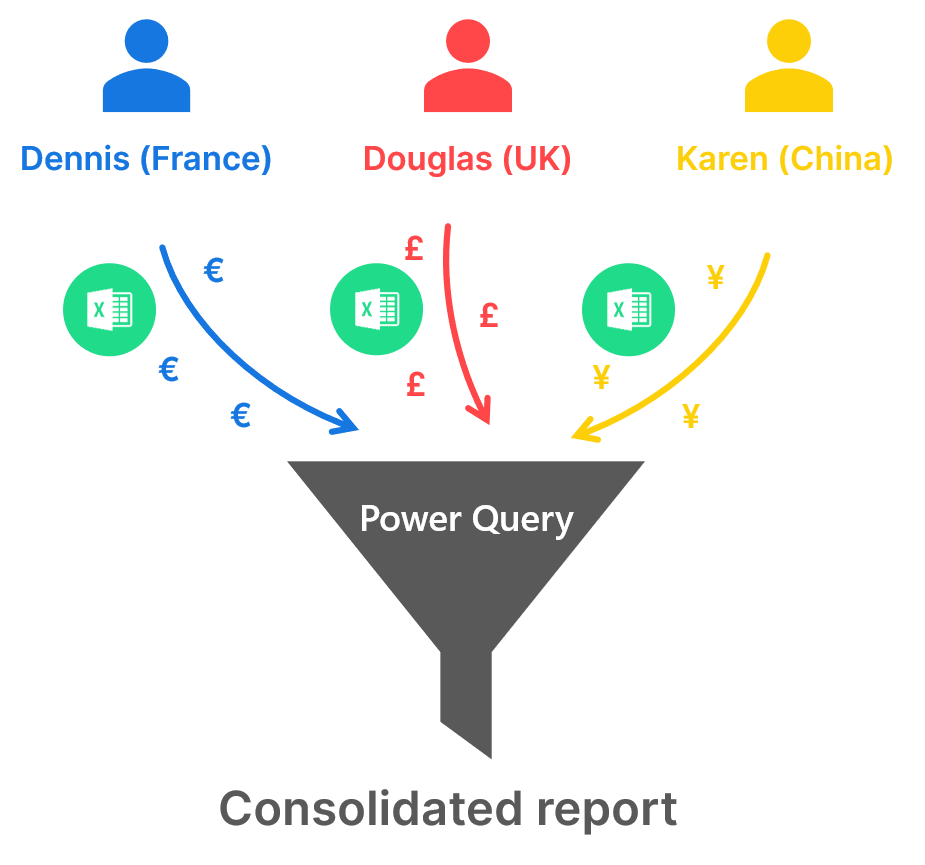 Dennis (France)
Douglas (UK)
Karen (China)
£
€
¥
X
X
X
£
€
¥
£
€
¥
Power Query
Consolidated report